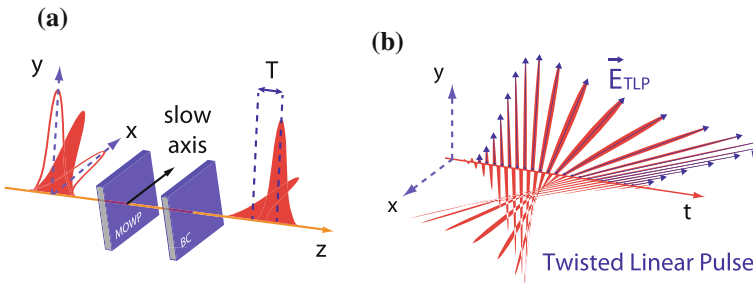 (a)
y
T
slow
axis
x
MOWP
BC
z
(b)
y
E⃗TLP
x
t
Twisted Linear Pulse